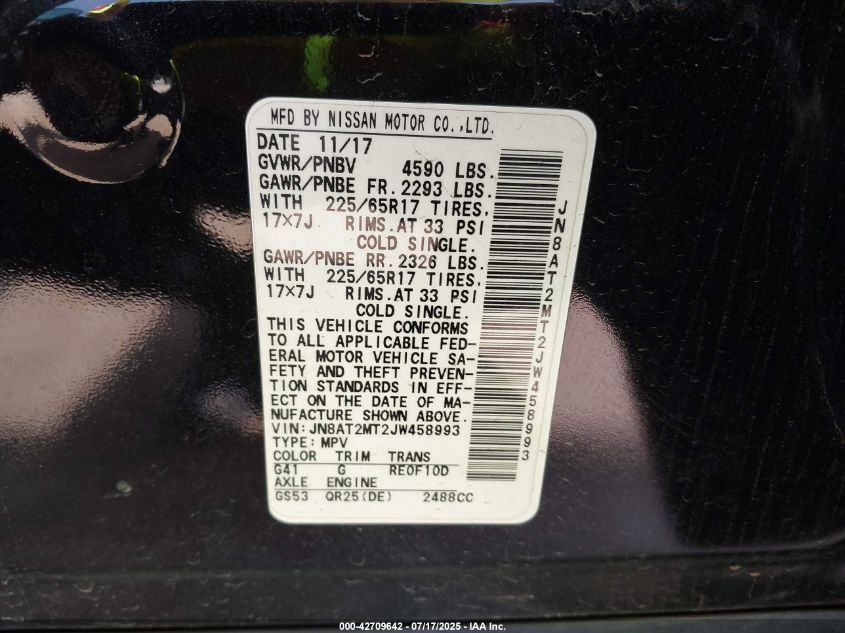 MFD BY NISSAN MOTOR CO.,LTD.
DATE 11/17
GVWR/PNBV 4590 LBS.
GAWR/PNBE FR. 2293 LBS.
WITH 225/65R17 TIRES,
17×7J RIMS.AT 33 PSI
COLD SINGLE.
GAWR/PNBE RR. 2326 LBS.
WITH 225/65R17 TIRES,
17×7J RIMS.AT 33 PSI
COLD SINGLE.
THIS VEHICLE CONFORMS
TO ALL APPLICABLE FED-
ERAL MOTOR VEHICLE SA-
FETY AND THEFT PREVEN-
TION STANDARDS IN EFF-
ECT ON THE DATE OF MA-
NUFACTURE SHOWN ABOVE.
VIN: JN8AT2MT2JW458993
TYPE: MPV
COLOR TRIM TRANS
G41 G RE0F10D
AXLE ENGINE
GS53 QR25(DE) 2488CC
JN8AT2MT2JW458993
000-42709642 / 07/17/2025 - IAA Inc.